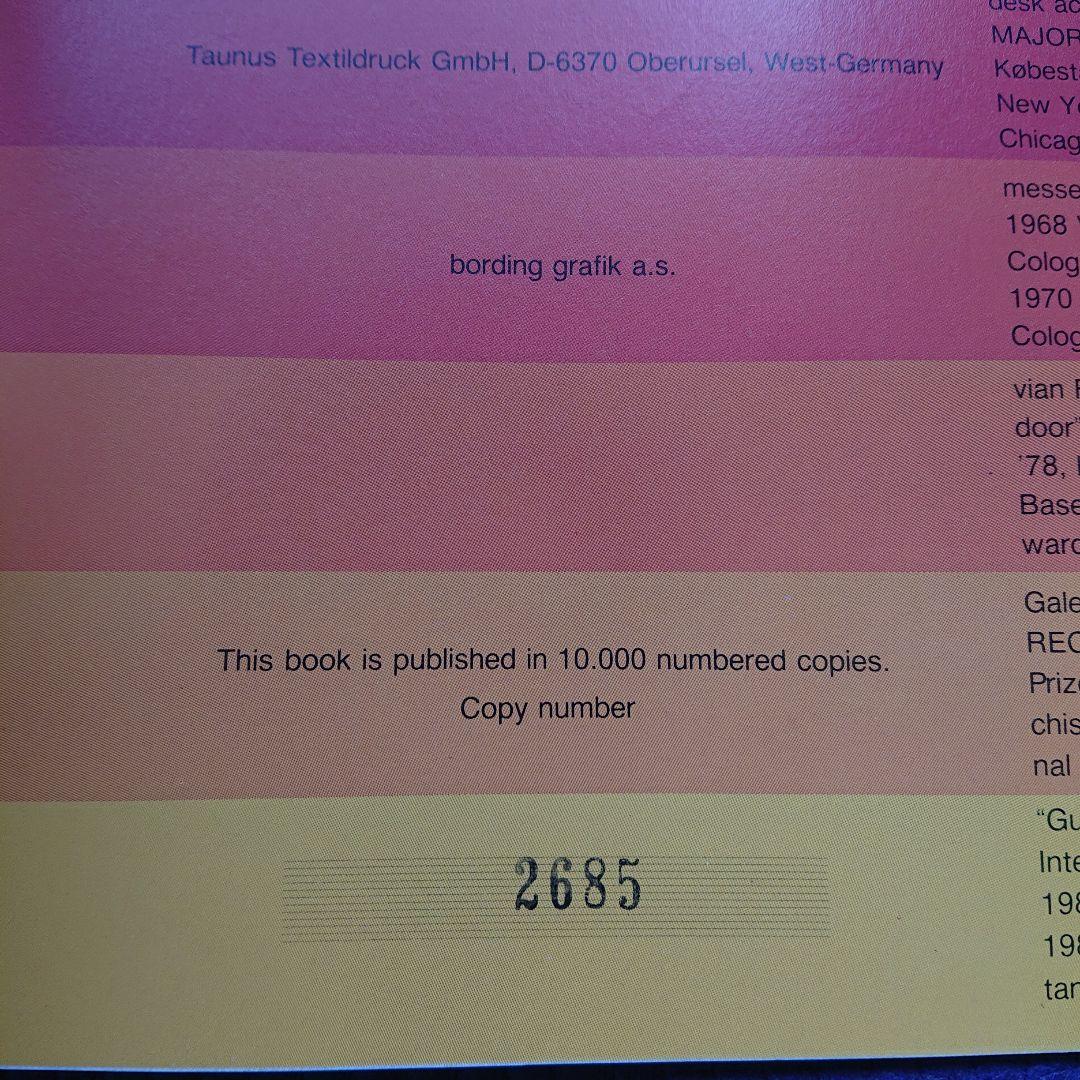 Taunus Textildruck GmbH, D-6370 Oberursel, West-Germany
bording grafik a.s.
This book is published in 10.000 numbered copies.
Copy number
2685
desk ac
MAJOR
Købest
New Y
Chicag
messe
1968
Colog
1970
Colog
vian
door"
'78,
Base
ward
Gale
REC
Prize
chis
nal
"Gu
Inte
198
198
tan